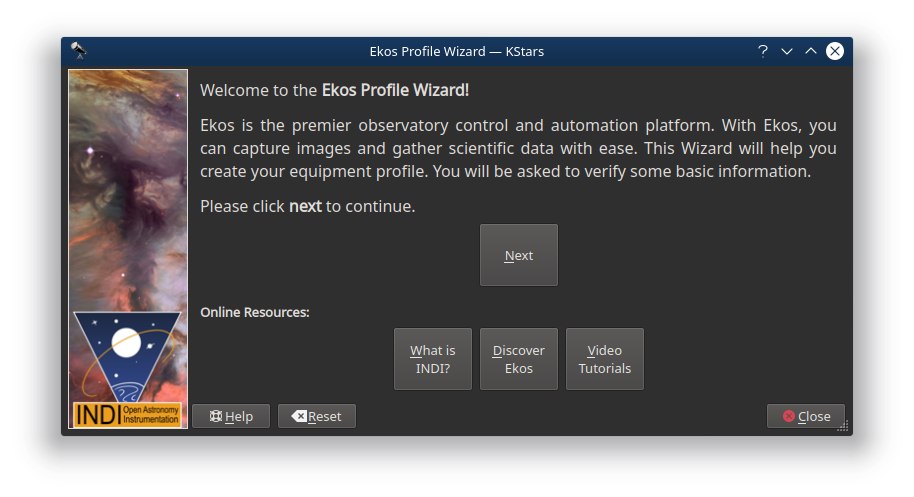 Ekos Profile Wizard — KStars
Welcome to the Ekos Profile Wizard!
Ekos is the premier observatory control and automation platform. With Ekos, you
can capture images and gather scientific data with ease. This Wizard will help you
create your equipment profile. You will be asked to verify some basic information.
Please click next to continue.
Next
Online Resources:
What is
INDI?
Discover
Ekos
Video
Tutorials
INDI Open Astronomy
Instrumentation
Help
Reset
Close